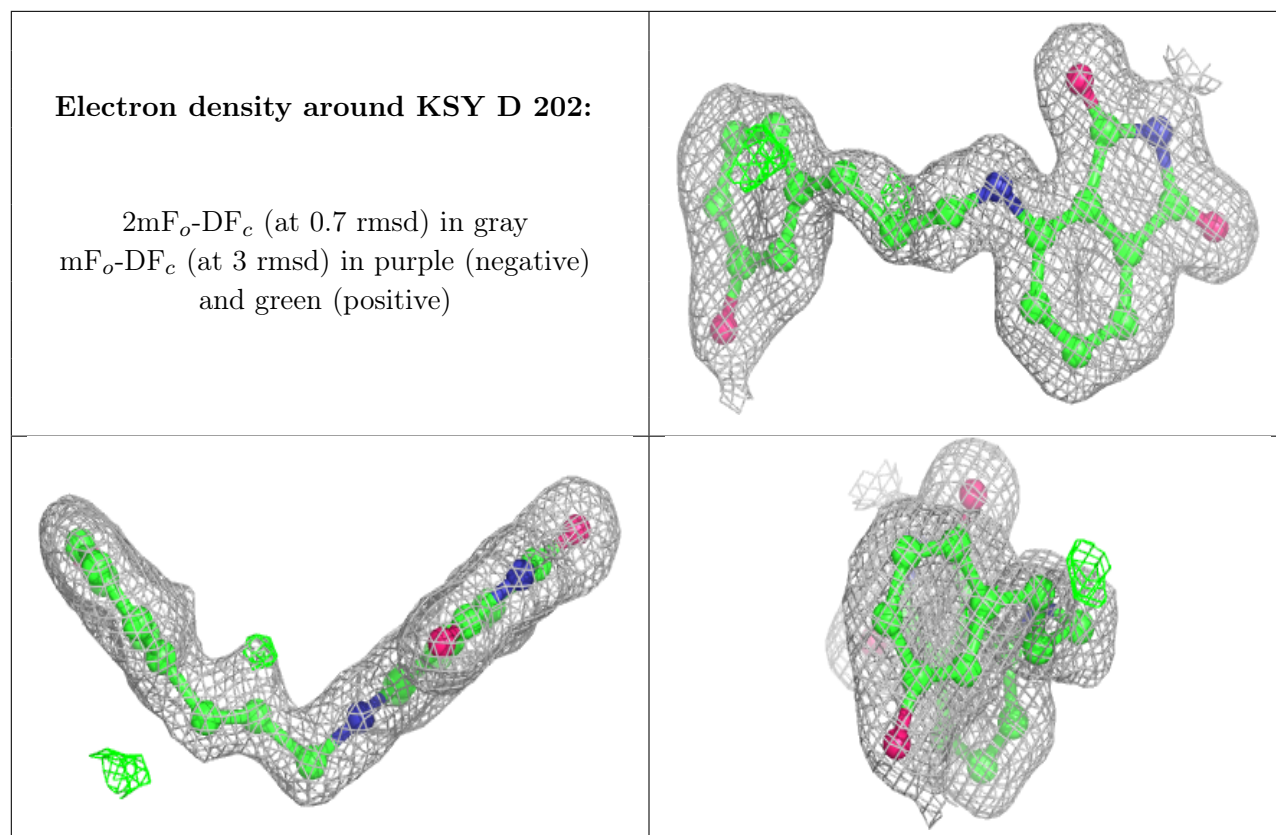 Electron density around KSY D 202:
2mFₒ-DF𝒸 (at 0.7 rmsd) in gray
mFₒ-DF𝒸 (at 3 rmsd) in purple (negative)
and green (positive)